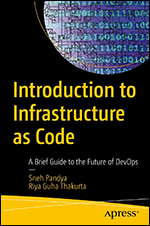 Introduction to
Infrastructure
as Code
A Brief Guide to the Future of DevOps
—
Sneh Pandya
Riya Guha Thakurta
Apress®